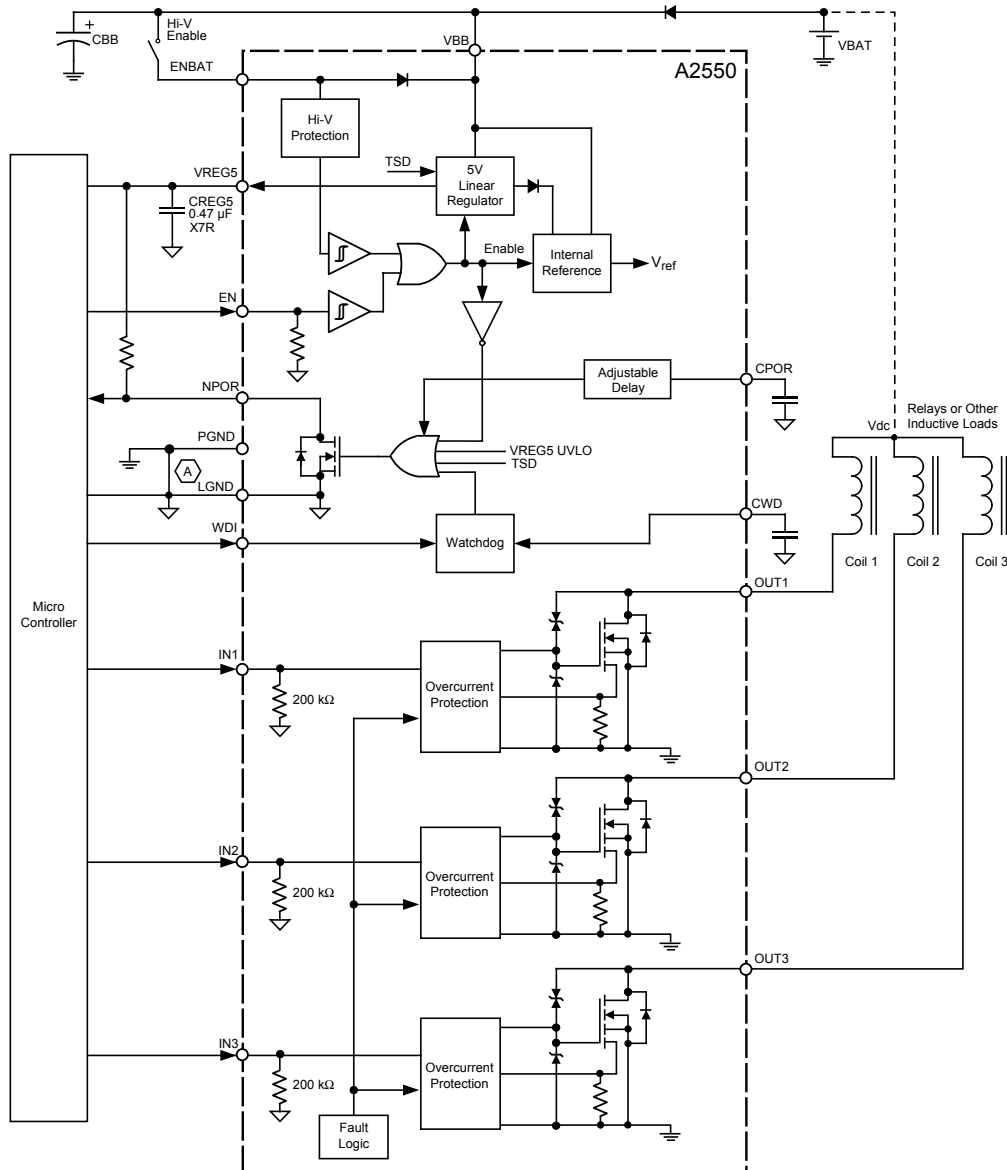 Hi-V
Enable
+
CBB
ENBAT
VBB
VBAT
A2550
Hi-V
Protection
TSD
5V
Linear
Regulator
VREG5
CREG5
0.47 µF
X7R
Enable
Internal
Reference
Vref
EN
Adjustable
Delay
CPOR
NPOR
PGND
A
LGND
VREG5 UVLO
TSD
Vdc
Relays or Other
Inductive Loads
CWD
WDI
Watchdog
Coil 1
Coil 2
Coil 3
OUT1
Micro
Controller
IN1
200 kΩ
Overcurrent
Protection
OUT2
IN2
200 kΩ
Overcurrent
Protection
OUT3
IN3
200 kΩ
Overcurrent
Protection
Fault
Logic